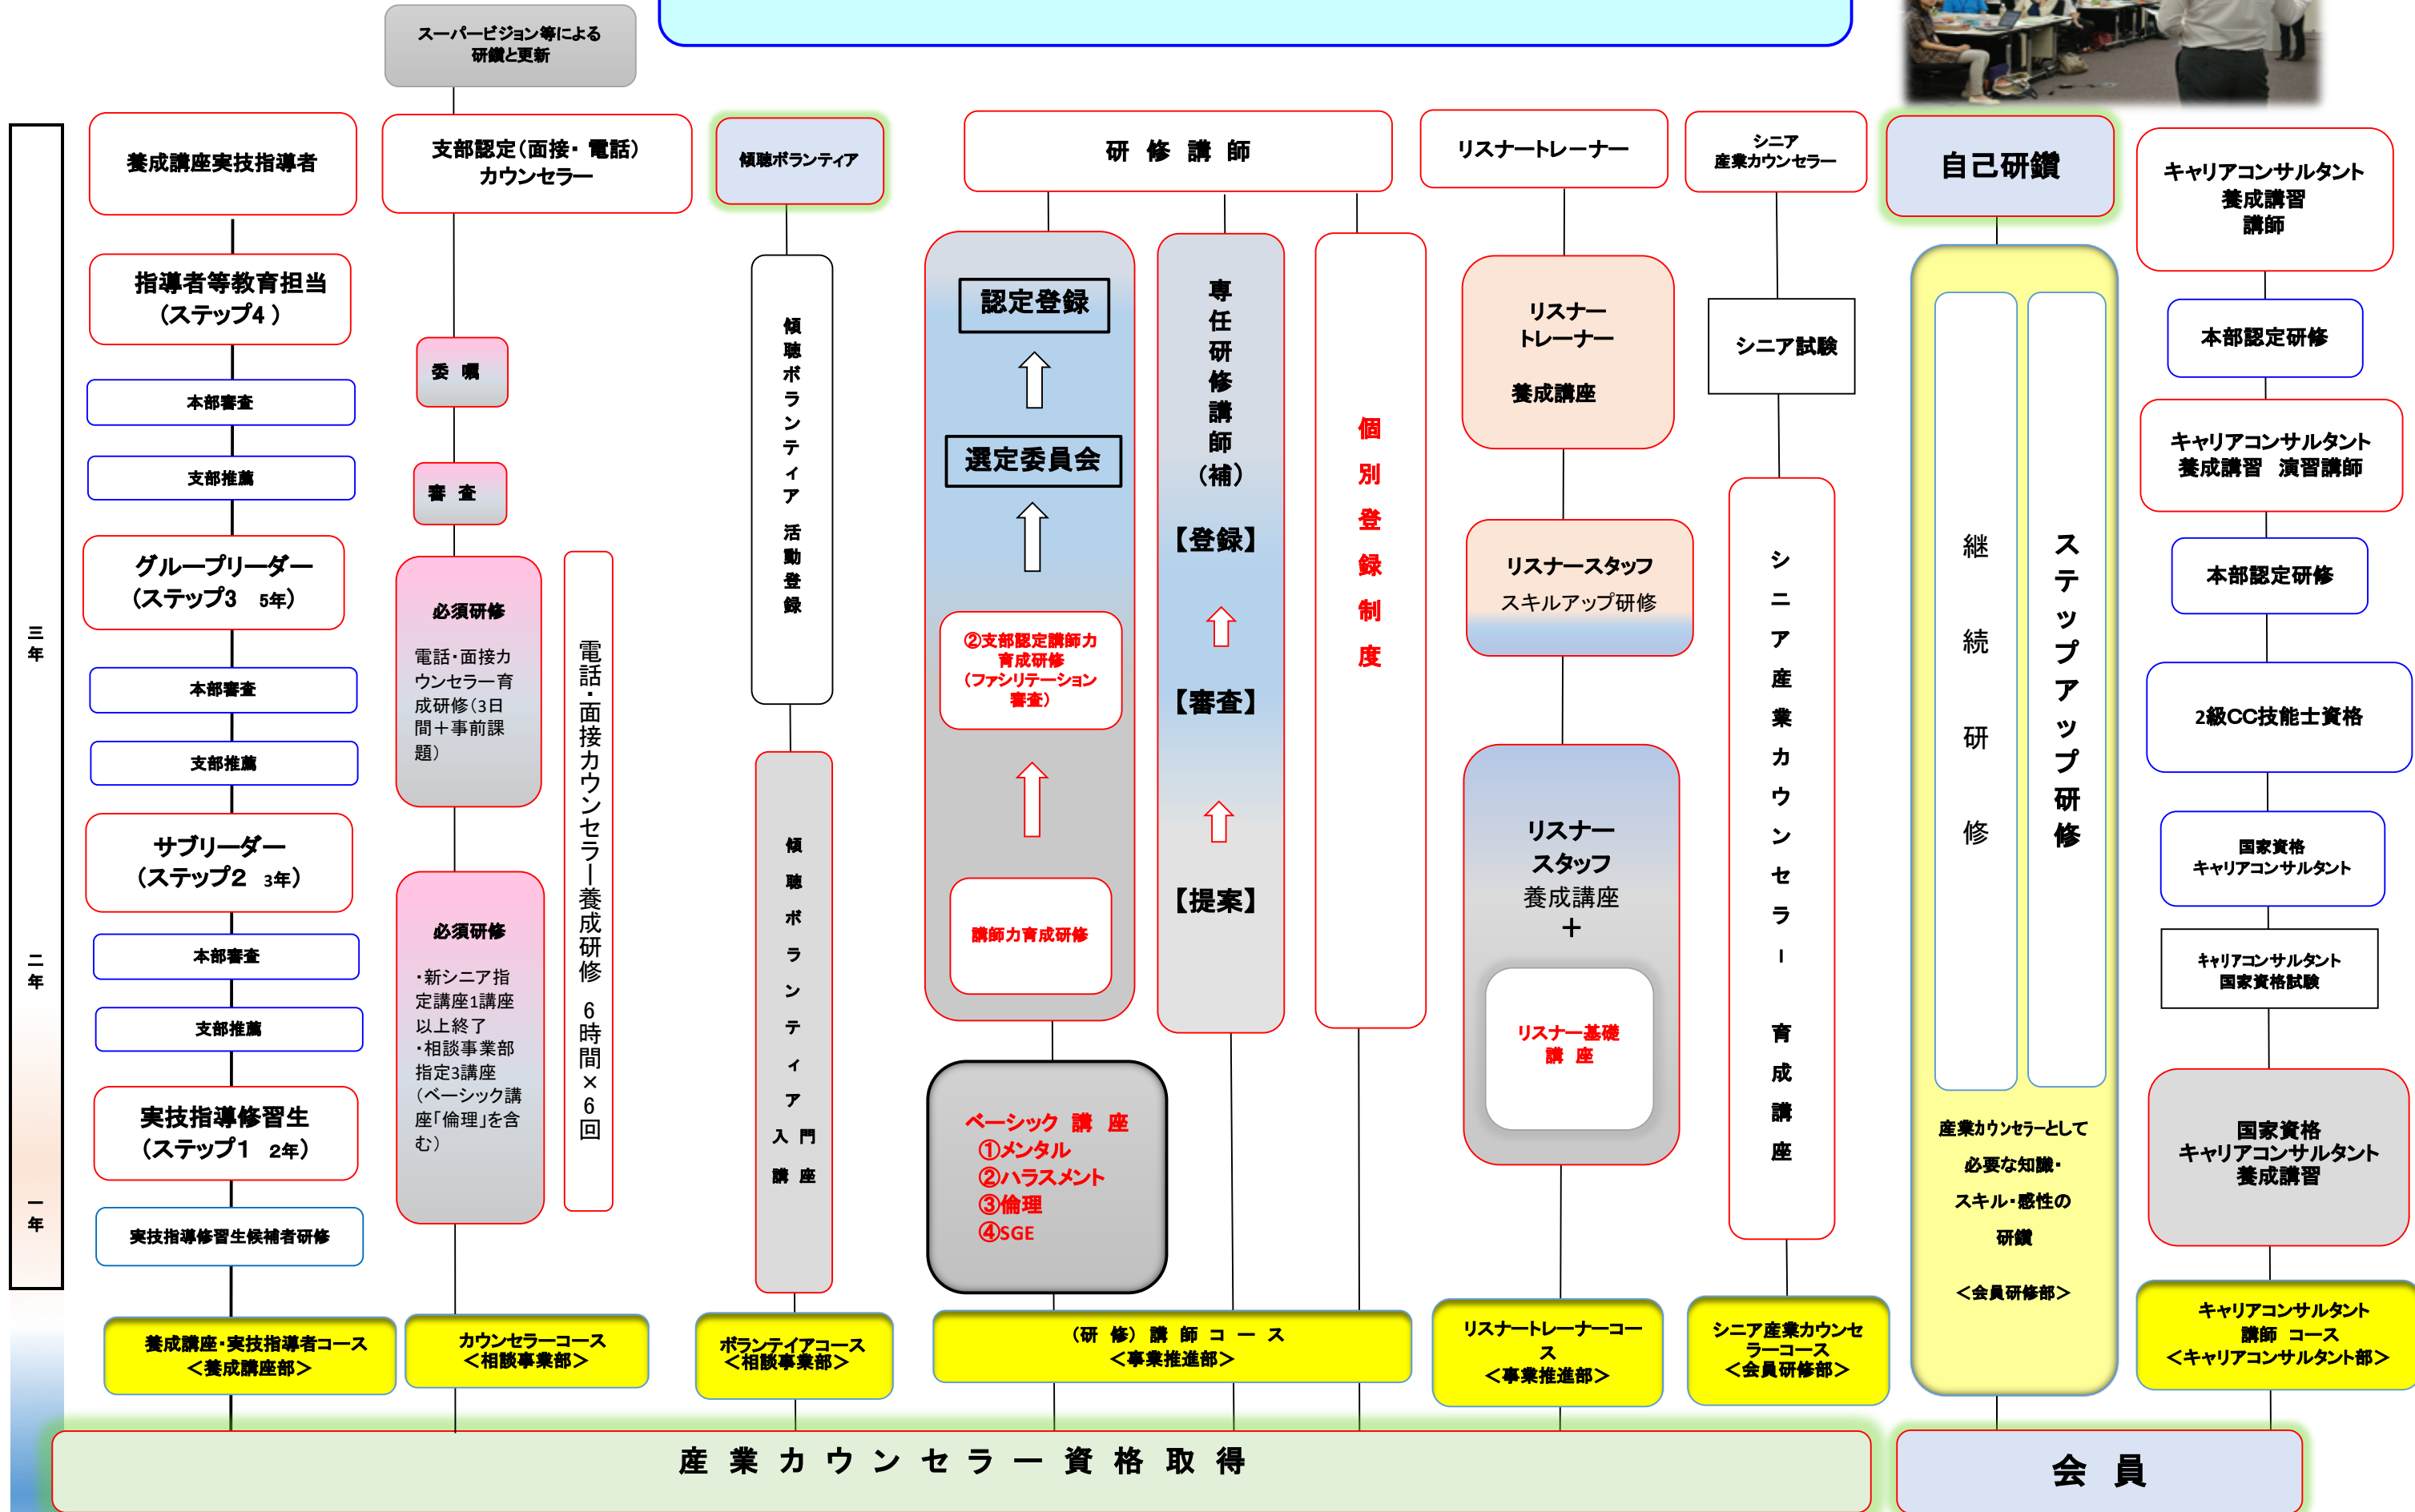 スーパービジョン等による
研鑽と更新
三年
二年
一年
養成講座実技指導者
指導者等教育担当
(ステップ4 )
本部審査
支部推薦
グループリーダー
(ステップ3 5年)
本部審査
支部推薦
サブリーダー
(ステップ2 3年)
本部審査
支部推薦
実技指導修習生
(ステップ1 2年)
実技指導修習生候補者研修
養成講座・実技指導者コース
＜養成講座部＞
支部認定(面接・ 電話)
カウンセラー
委 嘱
審 査
必須研修
電話・面接カ
ウンセラー育
成研修(3日
間＋事前課
題)
必須研修
・新シニア指
定講座1講座
以上終了
・相談事業部
指定3講座
(ベーシック講
座「倫理」を含
む)
電話・面接カウンセラー養成研修 6時間×6回
カウンセラーコース
＜相談事業部＞
傾聴ボランティア
傾聴ボランティア 活動登録
傾聴ボランティア入門講座
ボランテイアコース
＜相談事業部＞
研 修 講 師
認定登録
選定委員会
②支部認定講師力
育成研修
(ファシリテーション
審査)
講師力育成研修
ベーシック 講 座
①メンタル
②ハラスメント
③倫理
④SGE
専任研修講師(補)
【登録】
【審査】
【提案】
個別登録制度
(研 修) 講 師 コ ー ス
＜事業推進部＞
リスナートレーナー
リスナー
トレーナー
養成講座
リスナースタッフ
スキルアップ研修
リスナー
スタッフ
養成講座
＋
リスナー基礎
講 座
リスナートレーナーコー
ス
＜事業推進部＞
シニア
産業カウンセラー
シニア試験
シニア産業カウンセラー 育成講座
シニア産業カウンセ
ラーコース
＜会員研修部＞
自己研鑽
継続研修
ステップアップ研修
産業カウンセラーとして
必要な知識・
スキル・感性の
研鑽
＜会員研修部＞
キャリアコンサルタント
養成講習
講師
本部認定研修
キャリアコンサルタント
養成講習 演習講師
本部認定研修
2級CC技能士資格
国家資格
キャリアコンサルタント
キャリアコンサルタント
国家資格試験
国家資格
キャリアコンサルタント
養成講習
キャリアコンサルタント
講師 コース
＜キャリアコンサルタント部＞
産 業 カ ウ ン セ ラ ー 資 格 取 得
会 員